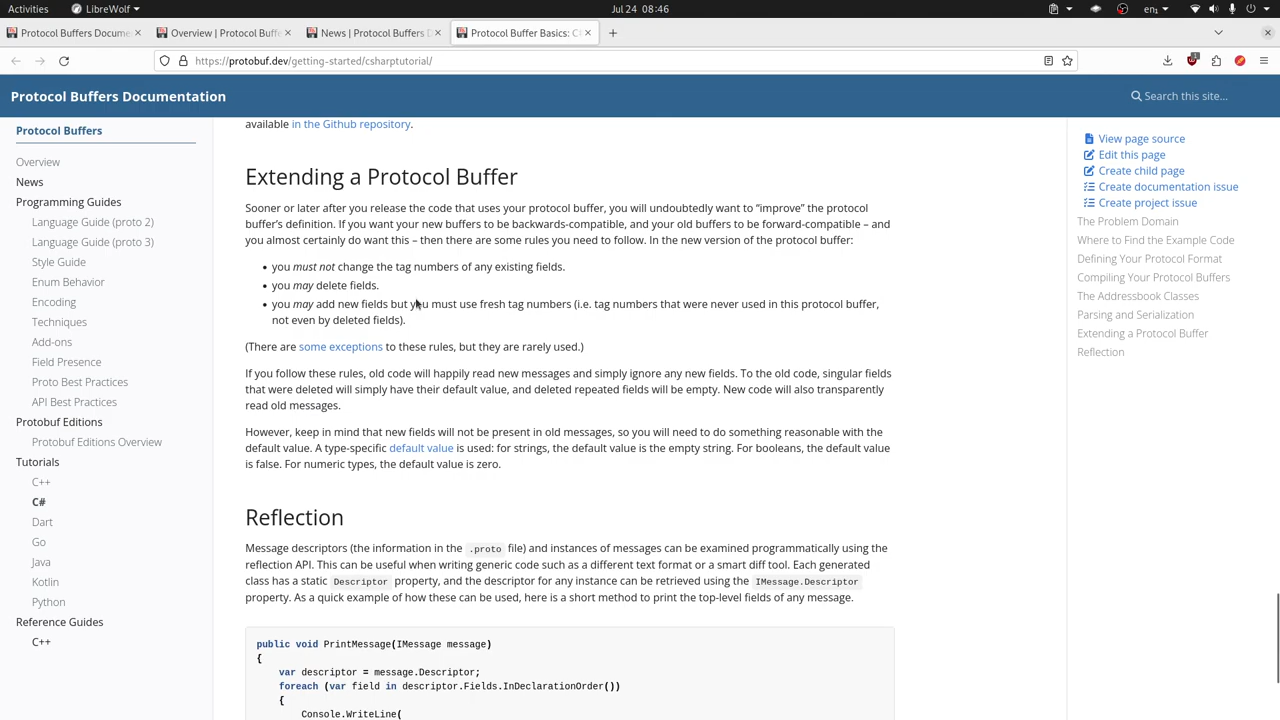 Activities
LibreWolf
Jul 24 08:46
en₁
Protocol Buffers Docume
Overview | Protocol Buff
News | Protocol Buffers D
Protocol Buffer Basics: C
https://protobuf.dev/getting-started/csharptutorial/
Protocol Buffers Documentation
Search this site…
Protocol Buffers
Overview
News
Programming Guides
Language Guide (proto 2)
Language Guide (proto 3)
Style Guide
Enum Behavior
Encoding
Techniques
Add-ons
Field Presence
Proto Best Practices
API Best Practices
Protobuf Editions
Protobuf Editions Overview
Tutorials
C++
C#
Dart
Go
Java
Kotlin
Python
Reference Guides
C++
available in the Github repository.
Extending a Protocol Buffer
Sooner or later after you release the code that uses your protocol buffer, you will undoubtedly want to “improve” the protocol
buffer’s definition. If you want your new buffers to be backwards-compatible, and your old buffers to be forward-compatible – and
you almost certainly do want this – then there are some rules you need to follow. In the new version of the protocol buffer:
• you must not change the tag numbers of any existing fields.
• you may delete fields.
• you may add new fields but you must use fresh tag numbers (i.e. tag numbers that were never used in this protocol buffer,
not even by deleted fields).
(There are some exceptions to these rules, but they are rarely used.)
If you follow these rules, old code will happily read new messages and simply ignore any new fields. To the old code, singular fields
that were deleted will simply have their default value, and deleted repeated fields will be empty. New code will also transparently
read old messages.
However, keep in mind that new fields will not be present in old messages, so you will need to do something reasonable with the
default value. A type-specific default value is used: for strings, the default value is the empty string. For booleans, the default value
is false. For numeric types, the default value is zero.
Reflection
Message descriptors (the information in the .proto file) and instances of messages can be examined programmatically using the
reflection API. This can be useful when writing generic code such as a different text format or a smart diff tool. Each generated
class has a static Descriptor property, and the descriptor for any instance can be retrieved using the IMessage.Descriptor
property. As a quick example of how these can be used, here is a short method to print the top-level fields of any message.
public void PrintMessage(IMessage message)
{
var descriptor = message.Descriptor;
foreach (var field in descriptor.Fields.InDeclarationOrder())
{
Console.WriteLine(
View page source
Edit this page
Create child page
Create documentation issue
Create project issue
The Problem Domain
Where to Find the Example Code
Defining Your Protocol Format
Compiling Your Protocol Buffers
The Addressbook Classes
Parsing and Serialization
Extending a Protocol Buffer
Reflection